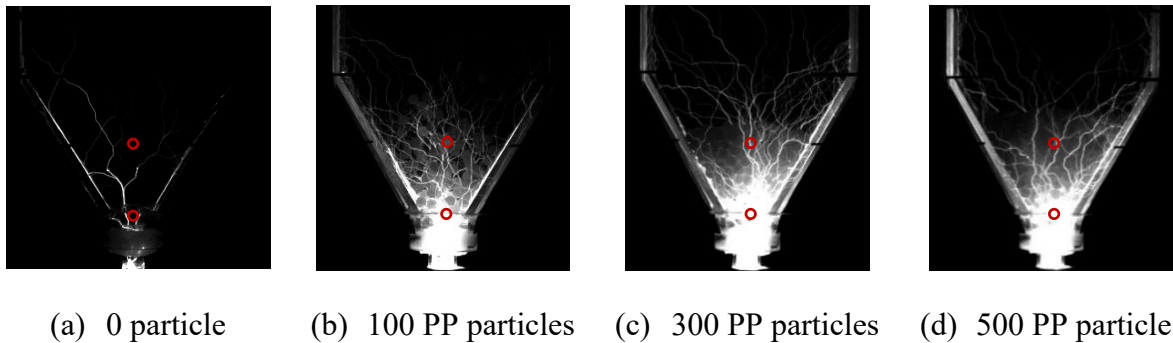 (a) 0 particle
(b) 100 PP particles
(c) 300 PP particles
(d) 500 PP particle